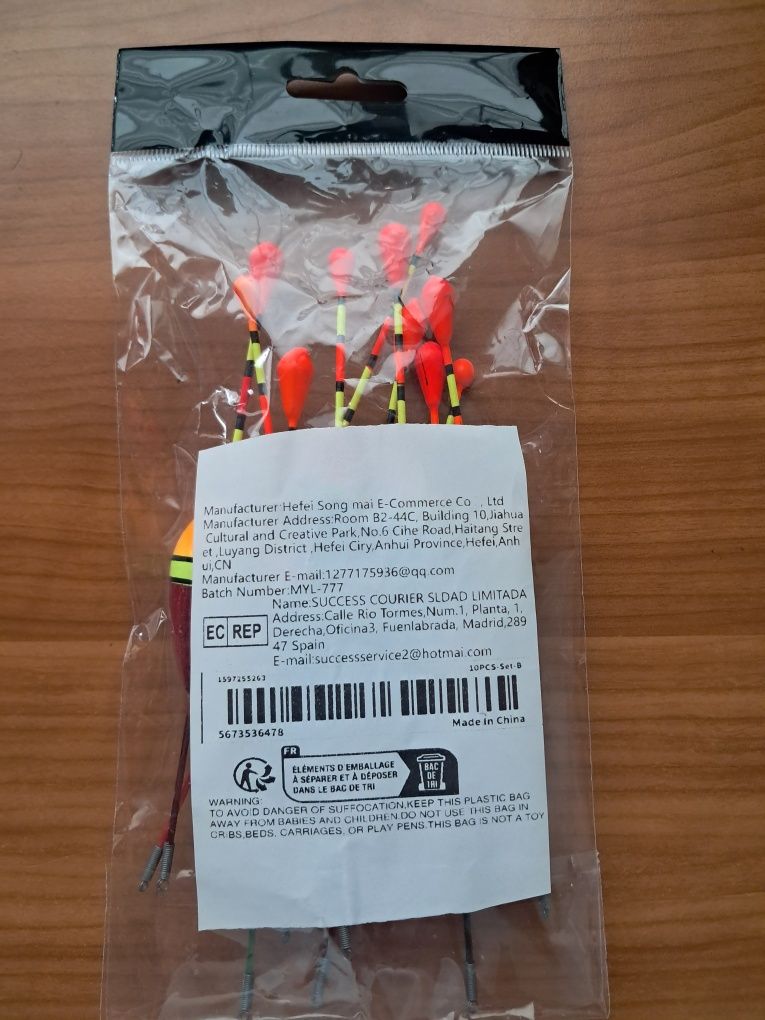 Manufacturer:Hefei Song mai E-Commerce Co ., Ltd
Manufacturer Address:Room B2-44C, Building 10,Jiahua
Cultural and Creative Park,No.6 Cihe Road,Haitang Stre
et ,Luyang District ,Hefei Ciry,Anhui Province,Hefei,Anh
ui,CN
Manufacturer E-mail:1277175936@qq.com
Batch Number:MYL-777
EC REP
Name:SUCCESS COURIER SLDAD LIMITADA
Address:Calle Rio Tormes,Num.1, Planta, 1,
Derecha,Oficina3, Fuenlabrada, Madrid,289
47 Spain
E-mail:successservice2@hotmai.com
1597255263
10PCS-Set-B
5673536478
Made in China
FR
ÉLÉMENTS D'EMBALLAGE
À SÉPARER ET À DÉPOSER
DANS LE BAC DE TRI
BAC
DE
TRI
WARNING:
TO AVOID DANGER OF SUFFOCATION,KEEP THIS PLASTIC BAG
AWAY FROM BABIES AND CHILDREN.DO NOT USE THIS BAG IN
CRIBS,BEDS, CARRIAGES, OR PLAY PENS.THIS BAG IS NOT A TOY